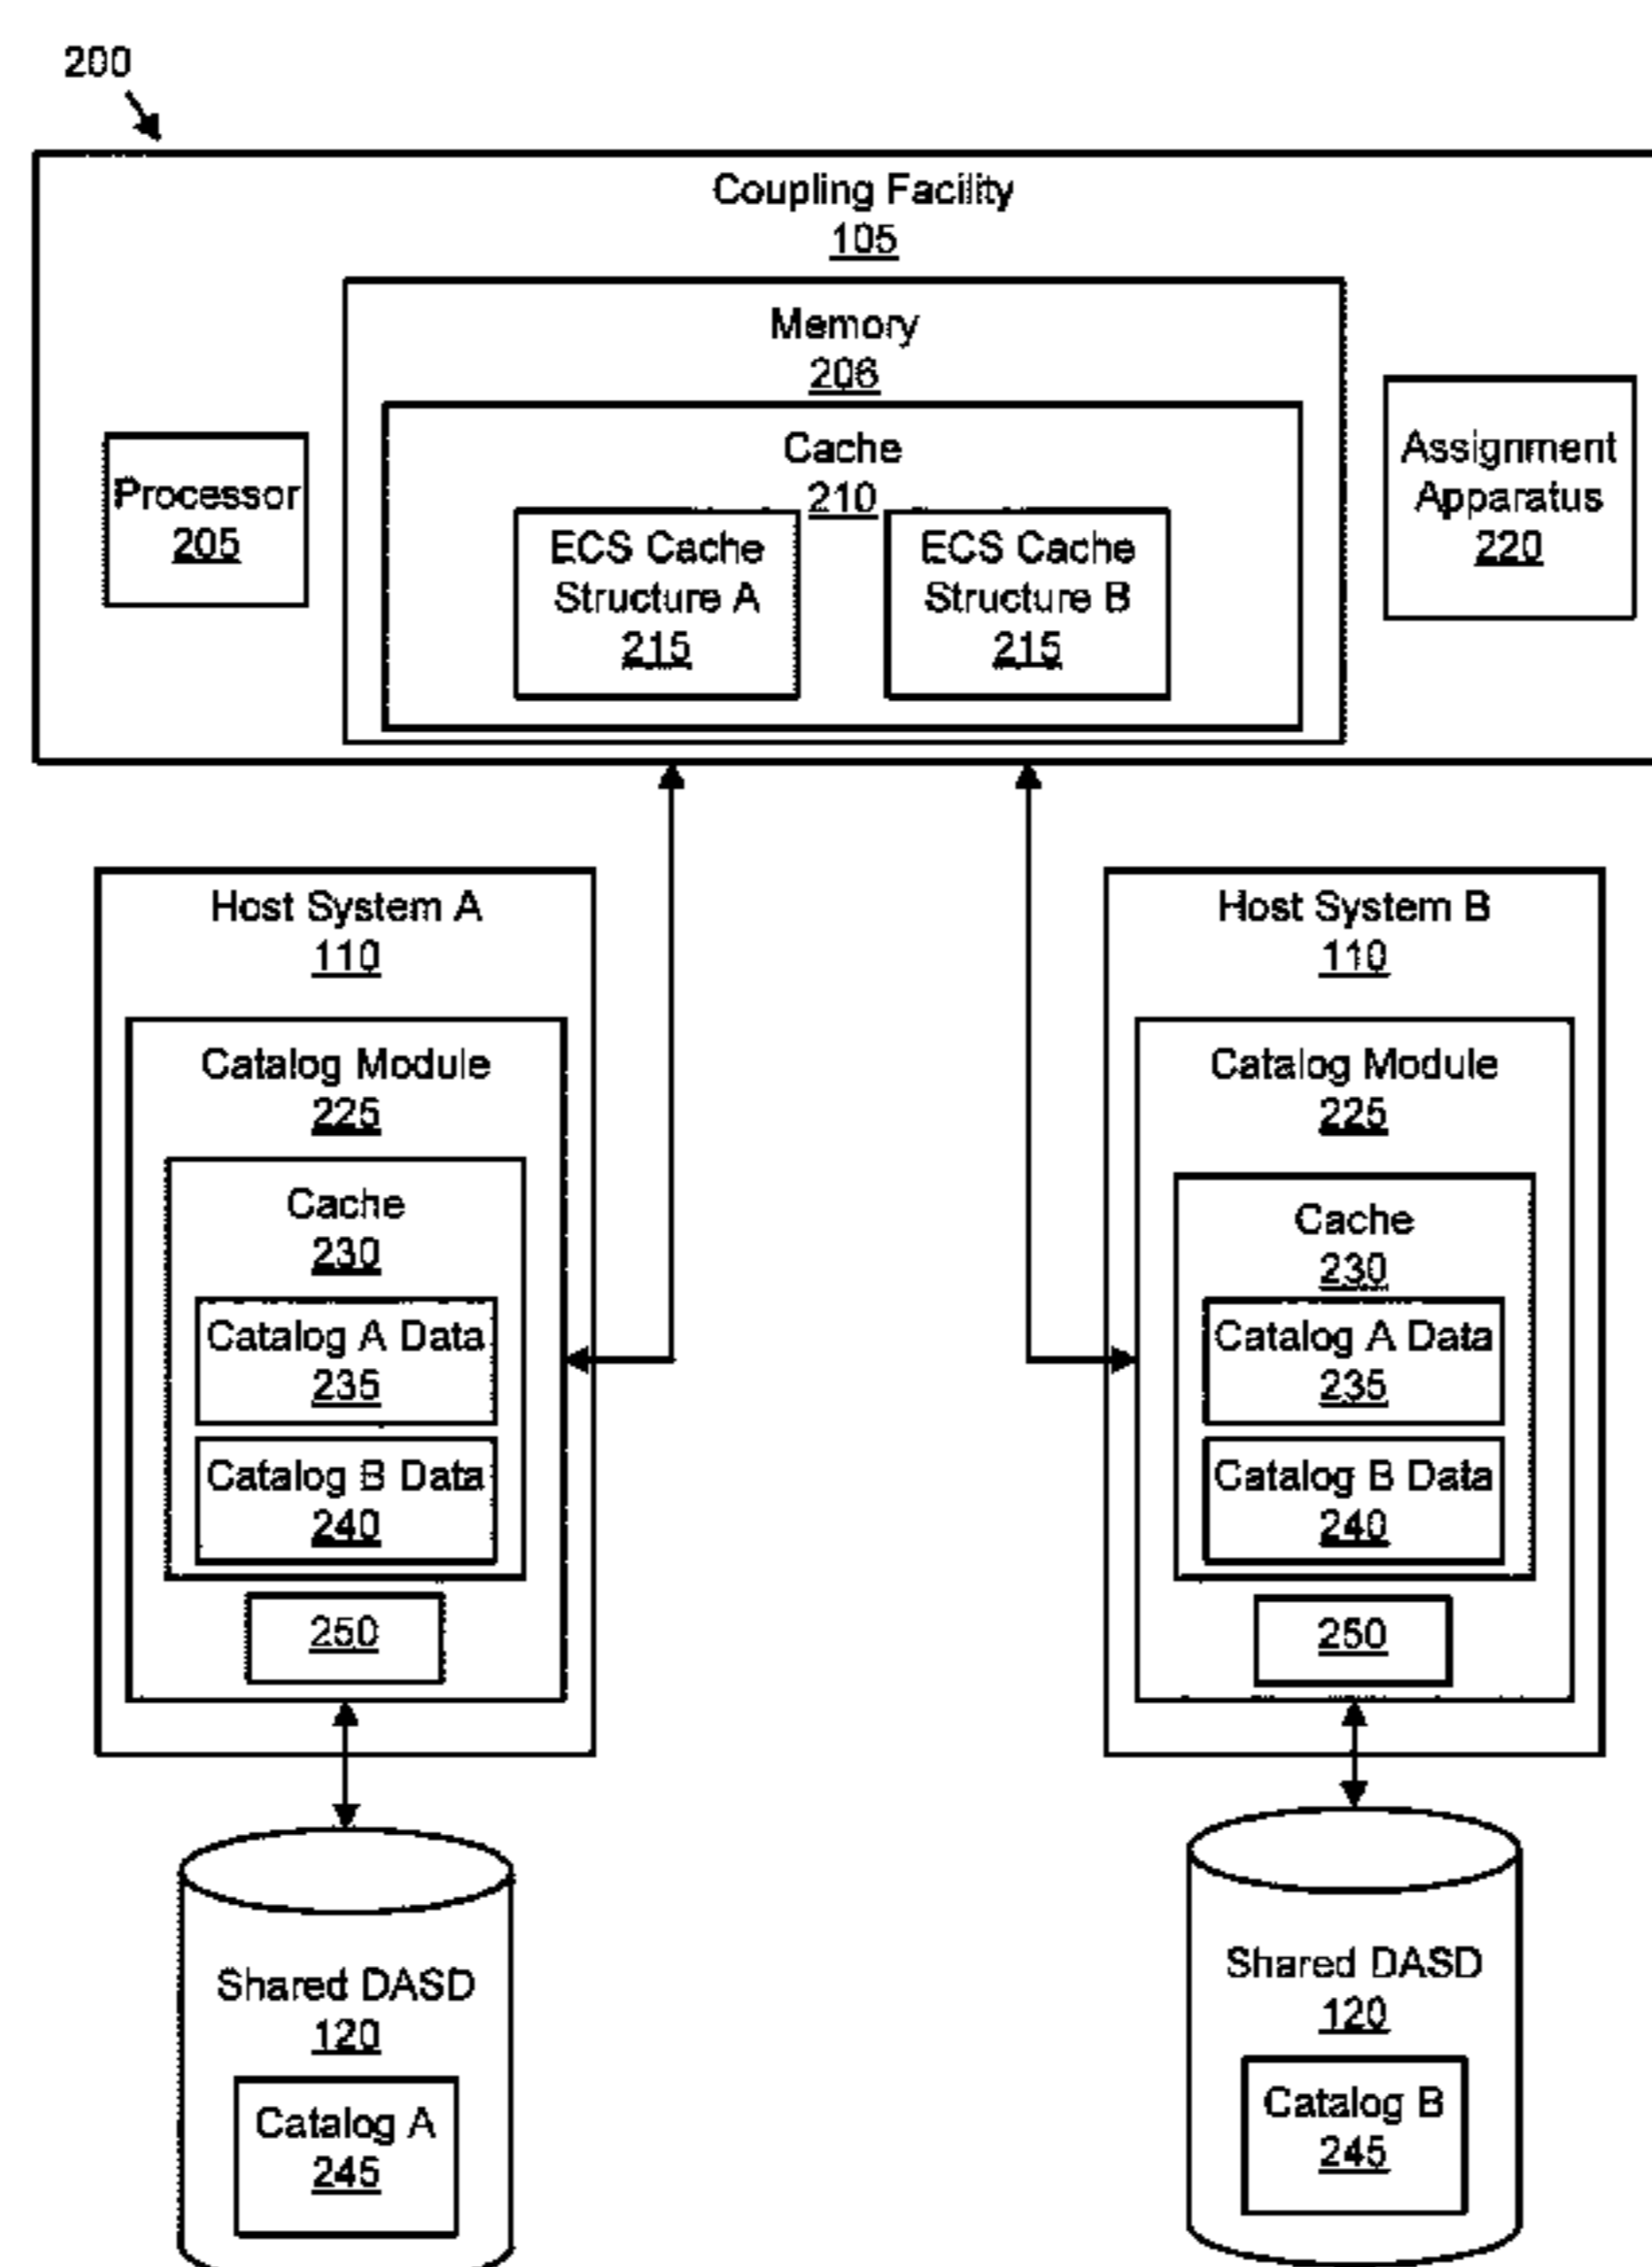 200
Coupling Facility
105
Memory
206
Cache
210
Processor
205
ECS Cache
Structure A
215
ECS Cache
Structure B
215
Assignment
Apparatus
220
Host System A
110
Catalog Module
225
Cache
230
Catalog A Data
235
Catalog B Data
240
250
Host System B
110
Catalog Module
225
Cache
230
Catalog A Data
235
Catalog B Data
240
250
Shared DASD
120
Catalog A
245
Shared DASD
120
Catalog B
245